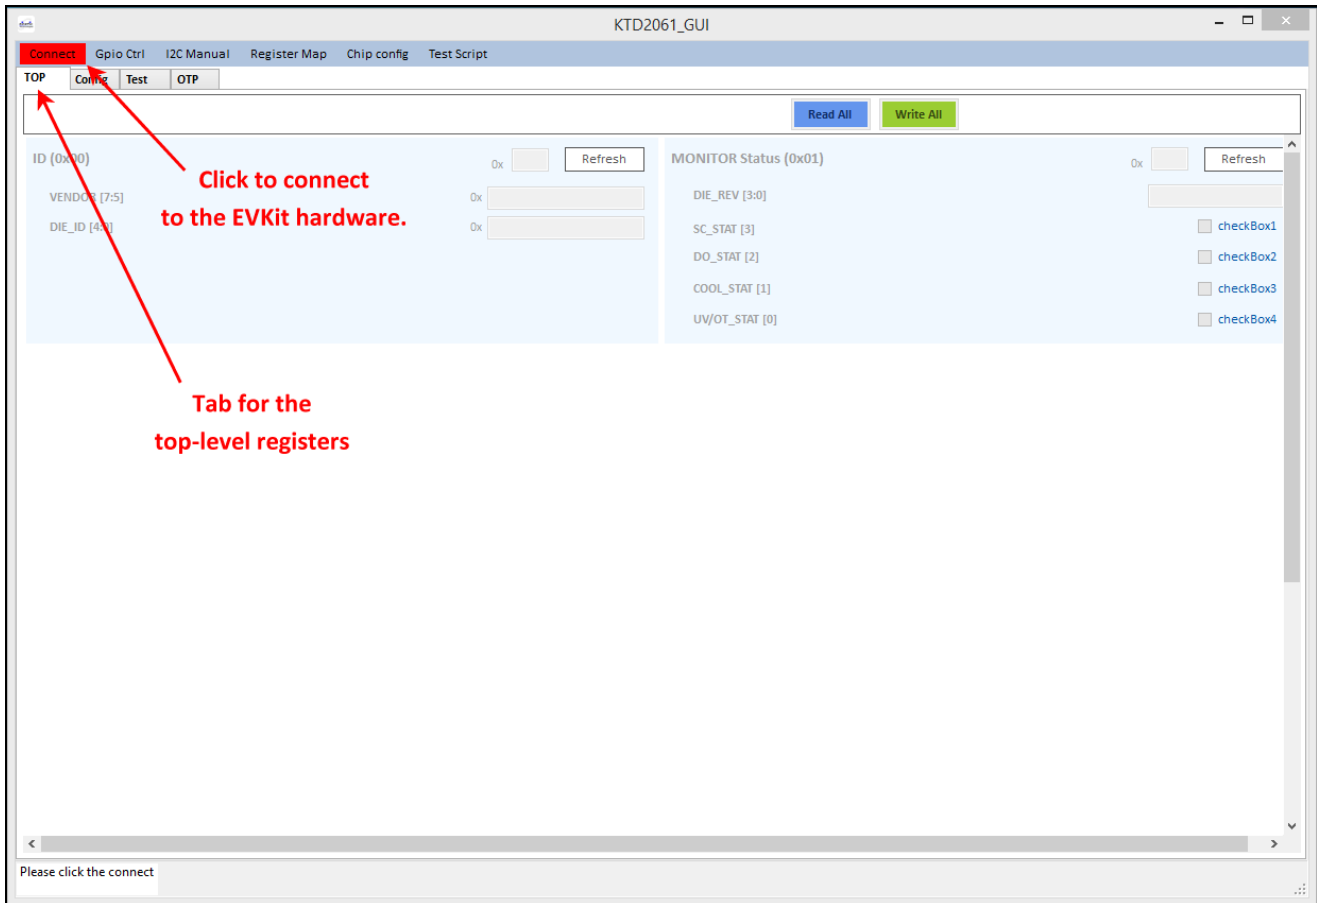 KTD2061_GUI
Connect Gpio Ctrl I2C Manual Register Map Chip config Test Script
TOP Config Test OTP
Read All Write All
ID (0x00) 0x Refresh
VENDOR [7:5] 0x
DIE_ID [4:0] 0x
Click to connect
to the EVKit hardware.
MONITOR Status (0x01) 0x Refresh
DIE_REV [3:0]
SC_STAT [3] checkBox1
DO_STAT [2] checkBox2
COOL_STAT [1] checkBox3
UV/OT_STAT [0] checkBox4
Tab for the
top-level registers
Please click the connect